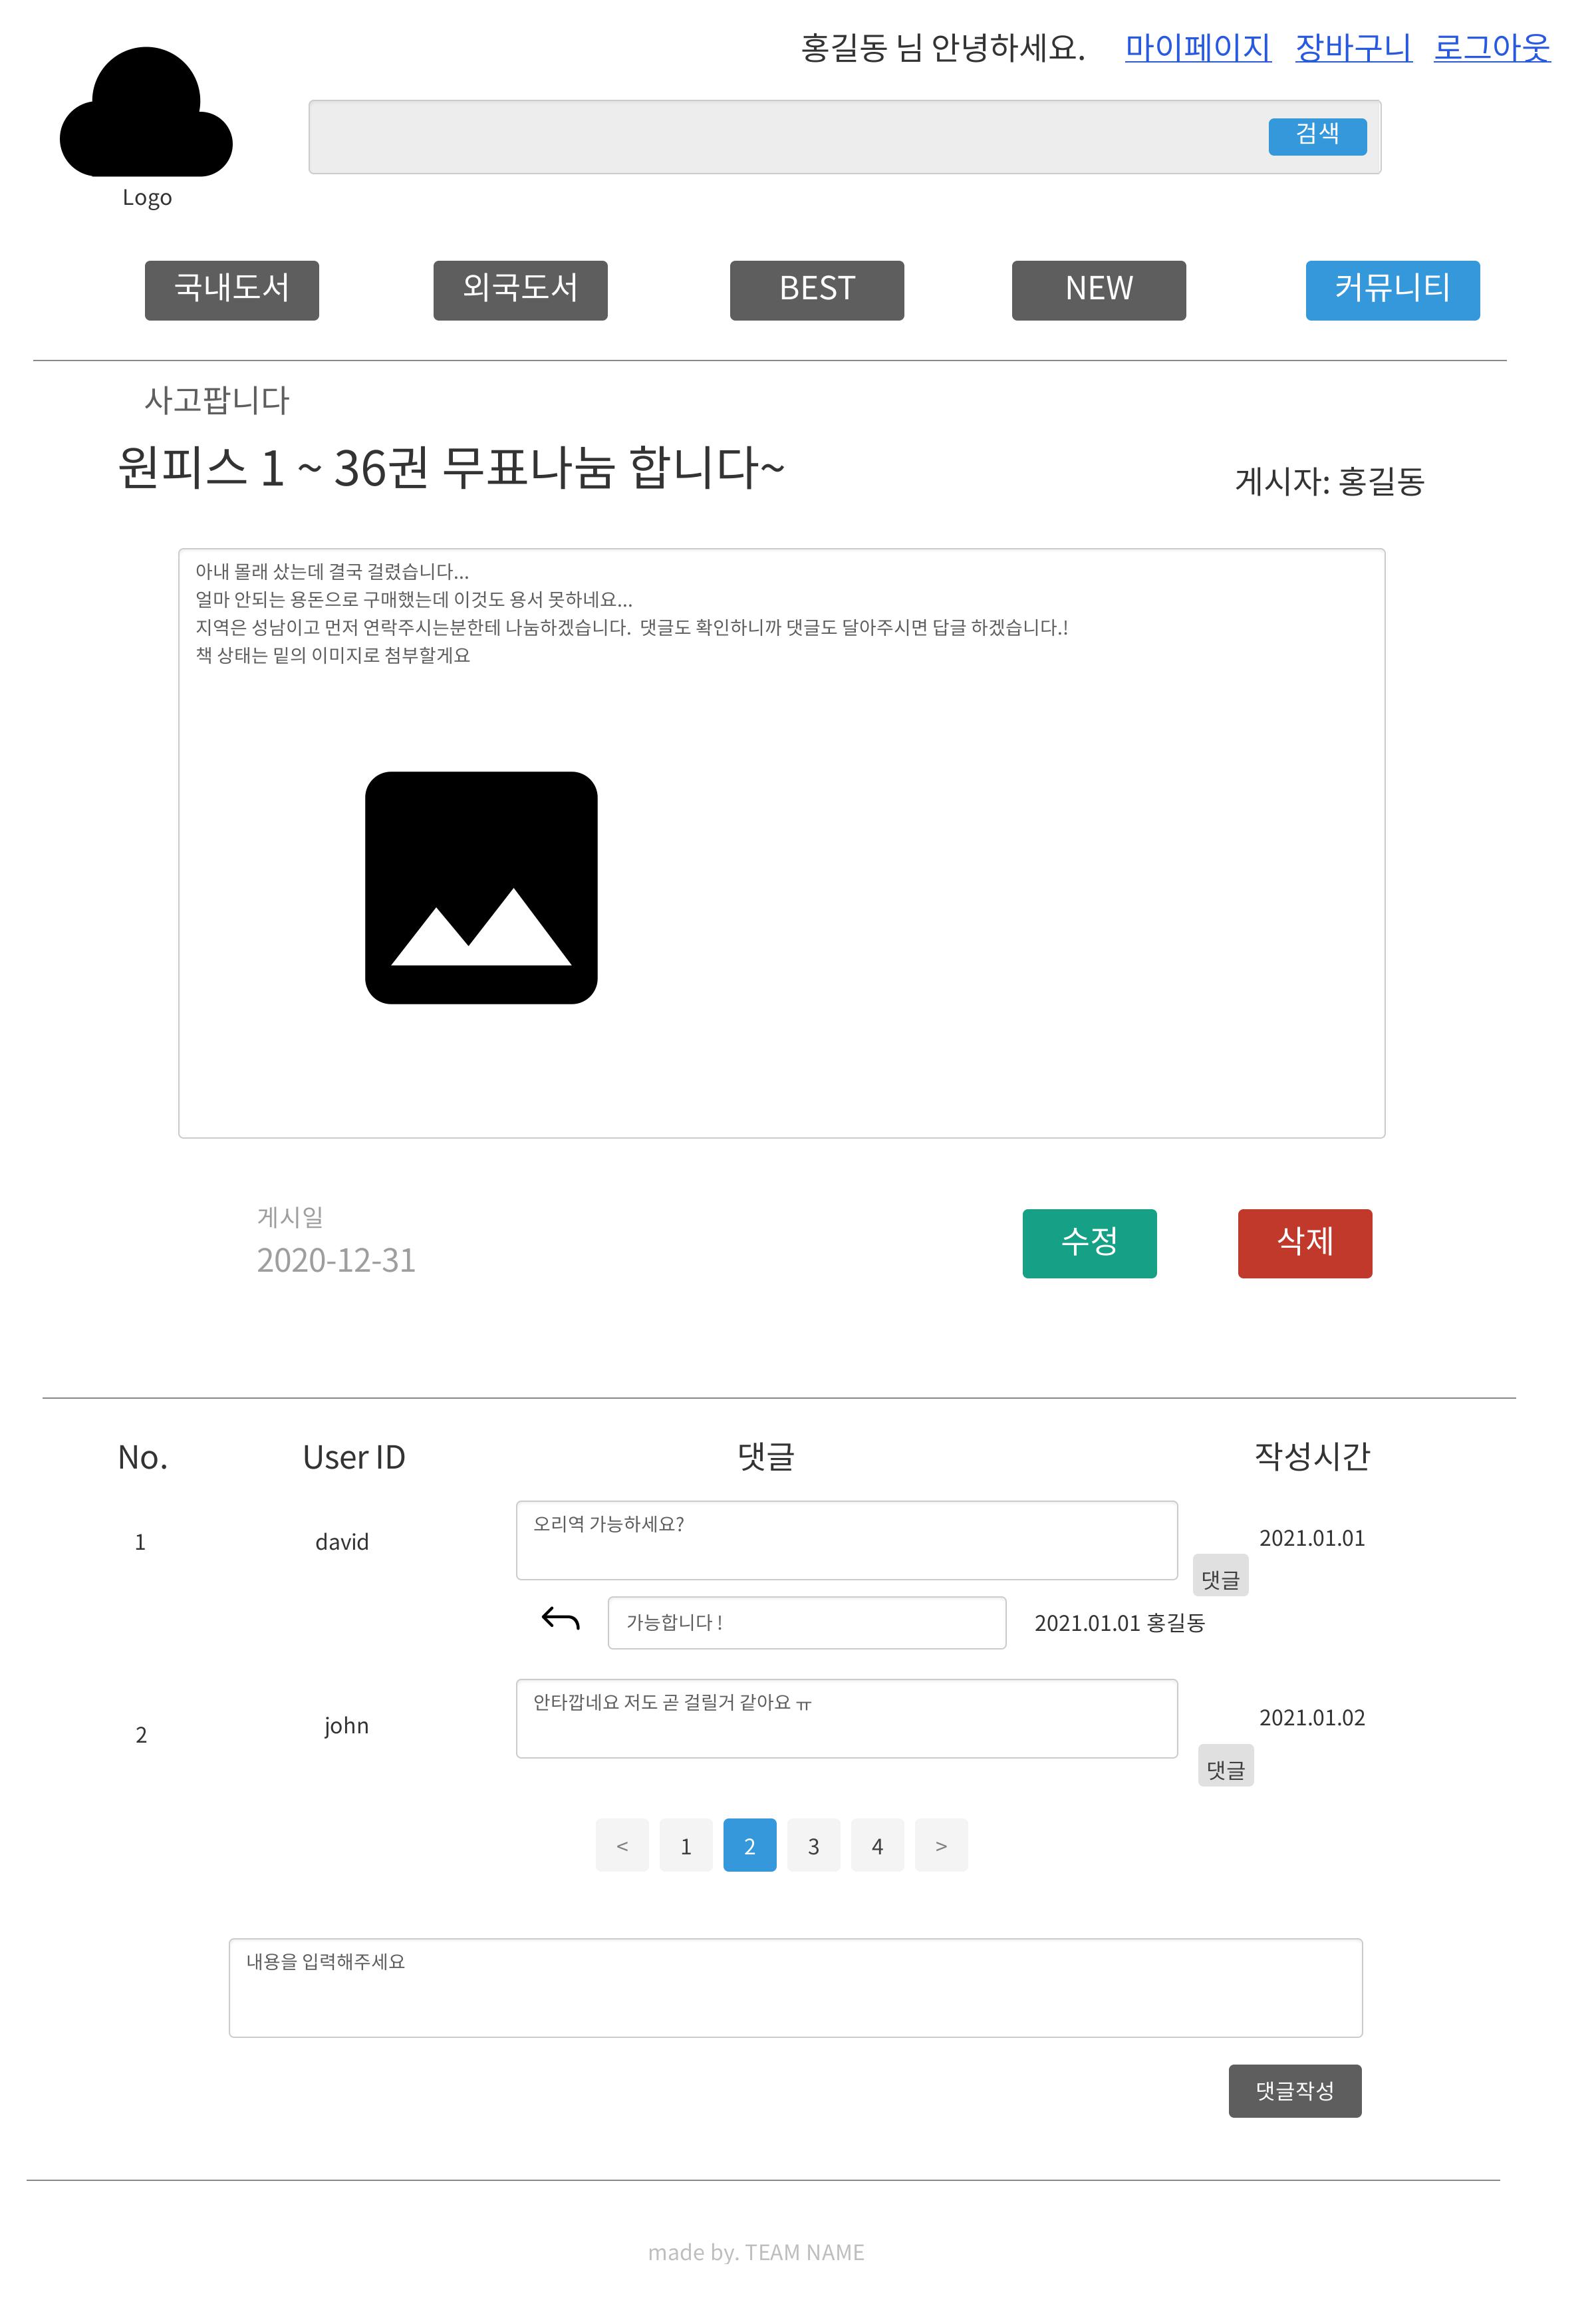 홍길동 님 안녕하세요. 마이페이지 장바구니 로그아웃
검색
Logo
국내도서 외국도서 BEST NEW 커뮤니티
사고팝니다
원피스 1 ~ 36권 무표나눔 합니다~
게시자: 홍길동
아내 몰래 샀는데 결국 걸렸습니다...
얼마 안되는 용돈으로 구매했는데 이것도 용서 못하네요...
지역은 성남이고 먼저 연락주시는분한테 나눔하겠습니다. 댓글도 확인하니까 댓글도 달아주시면 답글 하겠습니다.!
책 상태는 밑의 이미지로 첨부할게요
게시일
2020-12-31
수정 삭제
No. User ID 댓글 작성시간
1 david 오리역 가능하세요? 2021.01.01
댓글
가능합니다 ! 2021.01.01 홍길동
2 john 안타깝네요 저도 곧 걸릴거 같아요 ㅠ 2021.01.02
댓글
< 1 2 3 4 >
내용을 입력해주세요
댓글작성
made by. TEAM NAME